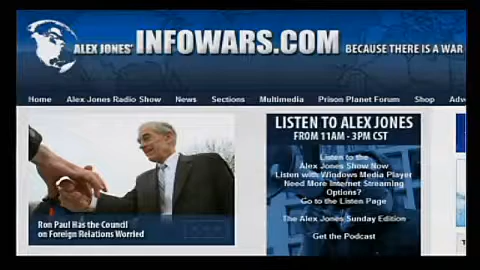 ALEX JONES' INFOWARS.COM BECAUSE THERE IS A WAR
Home Alex Jones Radio Show News Sections Multimedia Prison Planet Forum Shop Adv
LISTEN TO ALEX JONES
FROM 11AM - 3PM CST
Listen to the
Alex Jones Show Now
Listen with Windows Media Player
Need More Internet Streaming
Options?
Go to the Listen Page
The Alex Jones Sunday Edition
Get the Podcast
Ron Paul Has the Council
on Foreign Relations Worried